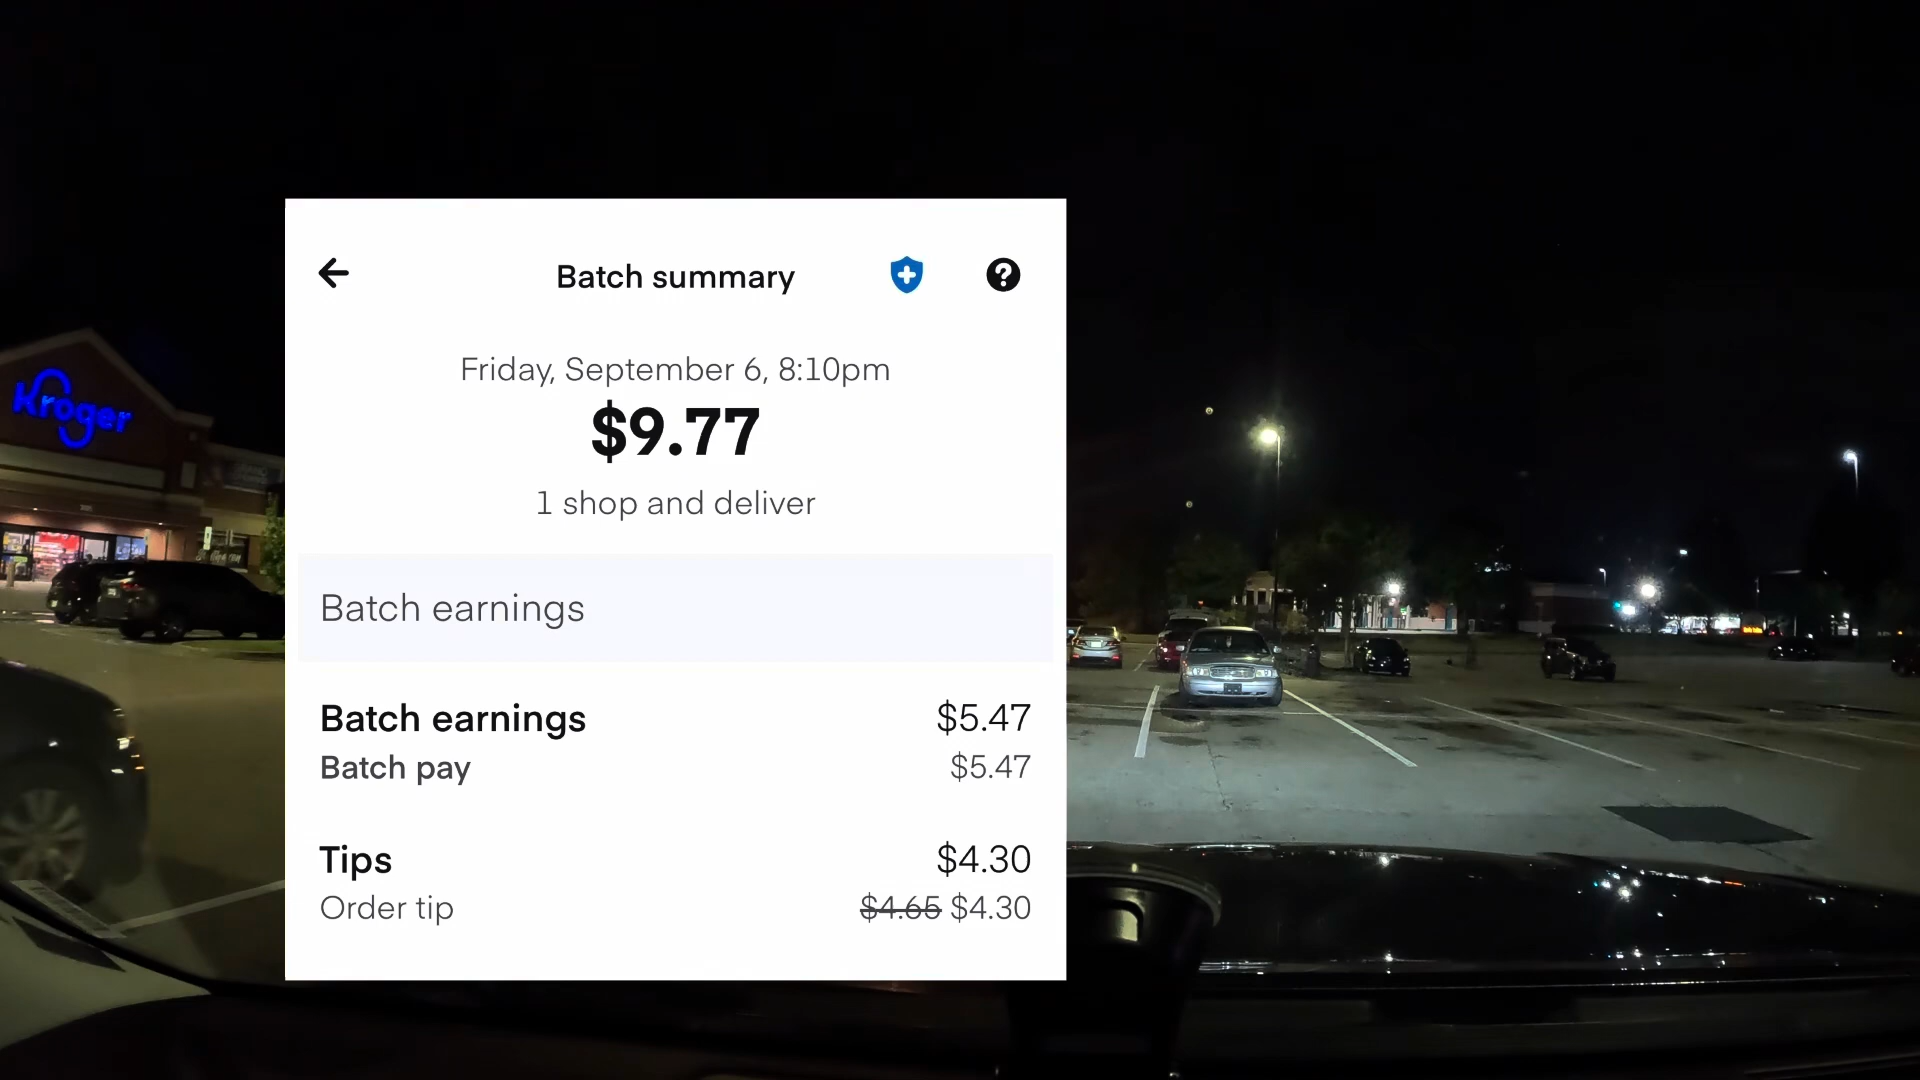 Kroger
Batch summary
Friday, September 6, 8:10pm
$9.77
1 shop and deliver
Batch earnings
Batch earnings $5.47
Batch pay $5.47
Tips $4.30
Order tip $4.65 $4.30